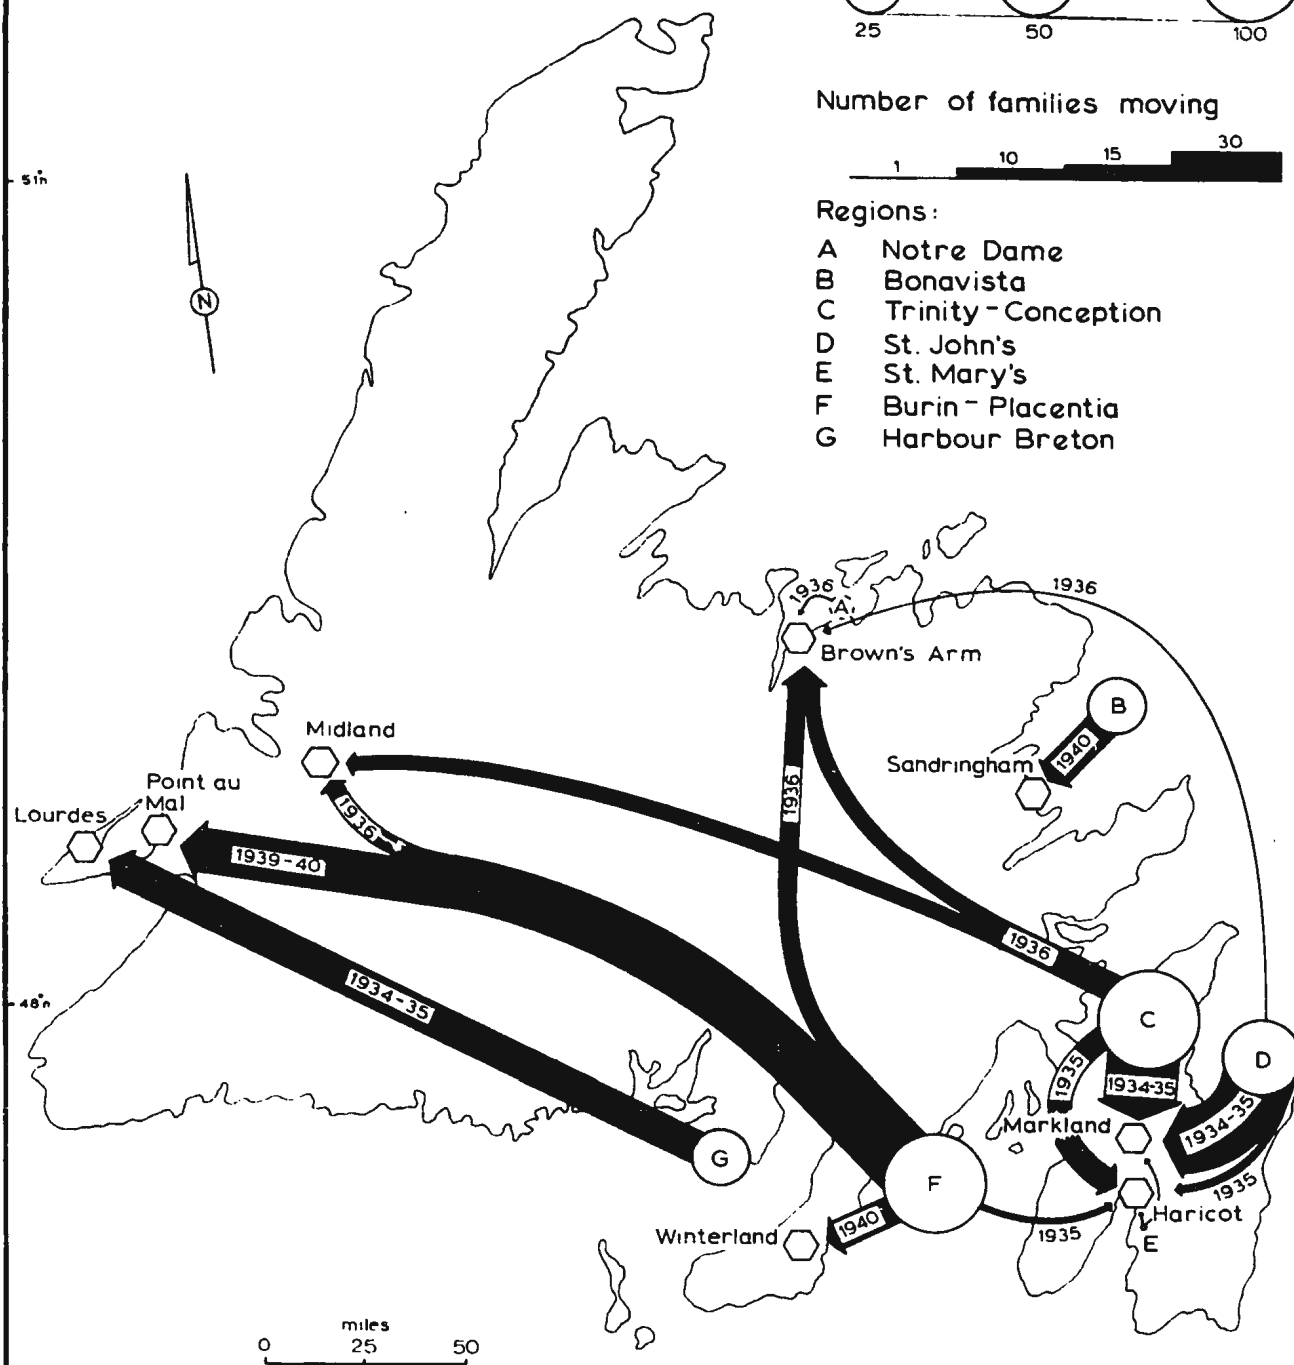 25 50 100
Number of families moving
1 10 15 30
Regions:
A Notre Dame
B Bonavista
C Trinity-Conception
D St. John's
E St. Mary's
F Burin-Placentia
G Harbour Breton
51°n
N
1936
A
1936
Brown's Arm
B
1940
Sandringham
Midland
Point au
Mal
Lourdes
1936
1936
1939-40
1936
1934-35
48°n
C
D
1935
1934-35
1934-35
Markland
G
F
1935
Haricot
1940
Winterland
1935
E
miles
0 25 50